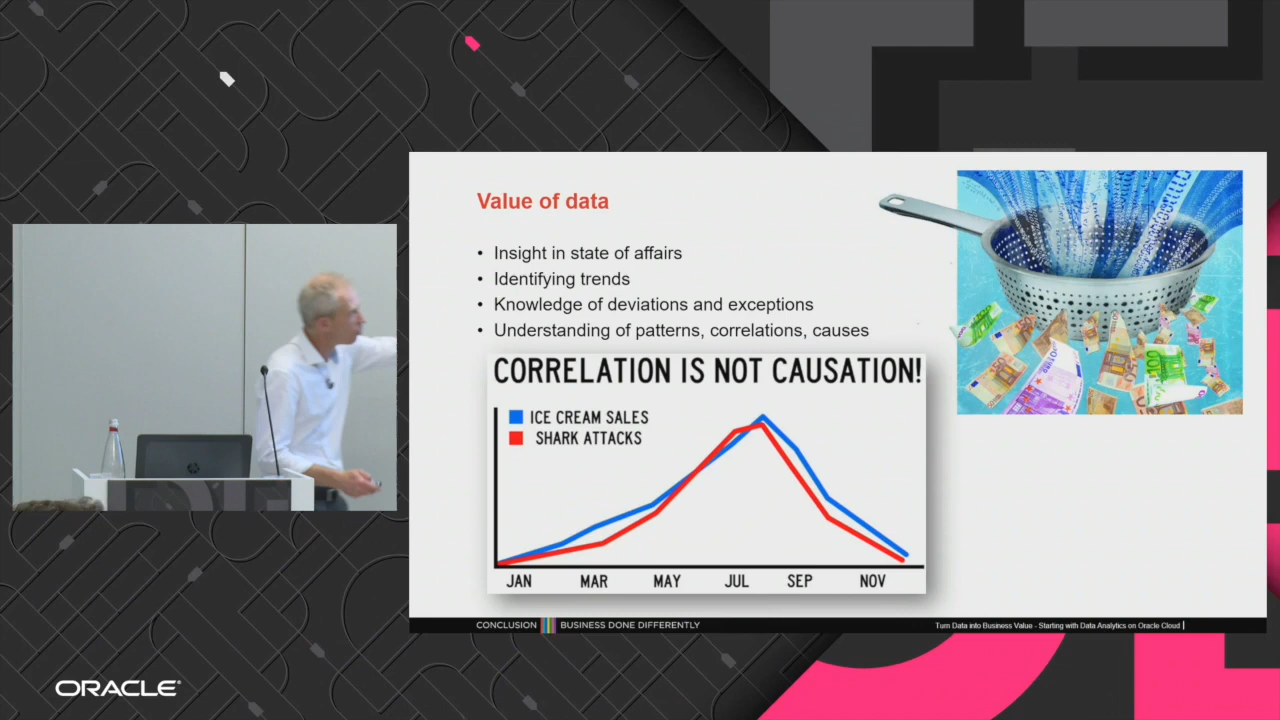 Value of data
• Insight in state of affairs
• Identifying trends
• Knowledge of deviations and exceptions
• Understanding of patterns, correlations, causes
CORRELATION IS NOT CAUSATION!
ICE CREAM SALES
SHARK ATTACKS
JAN MAR MAY JUL SEP NOV
CONCLUSION BUSINESS DONE DIFFERENTLY
Turn Data into Business Value - Starting with Data Analytics on Oracle Cloud
ORACLE®